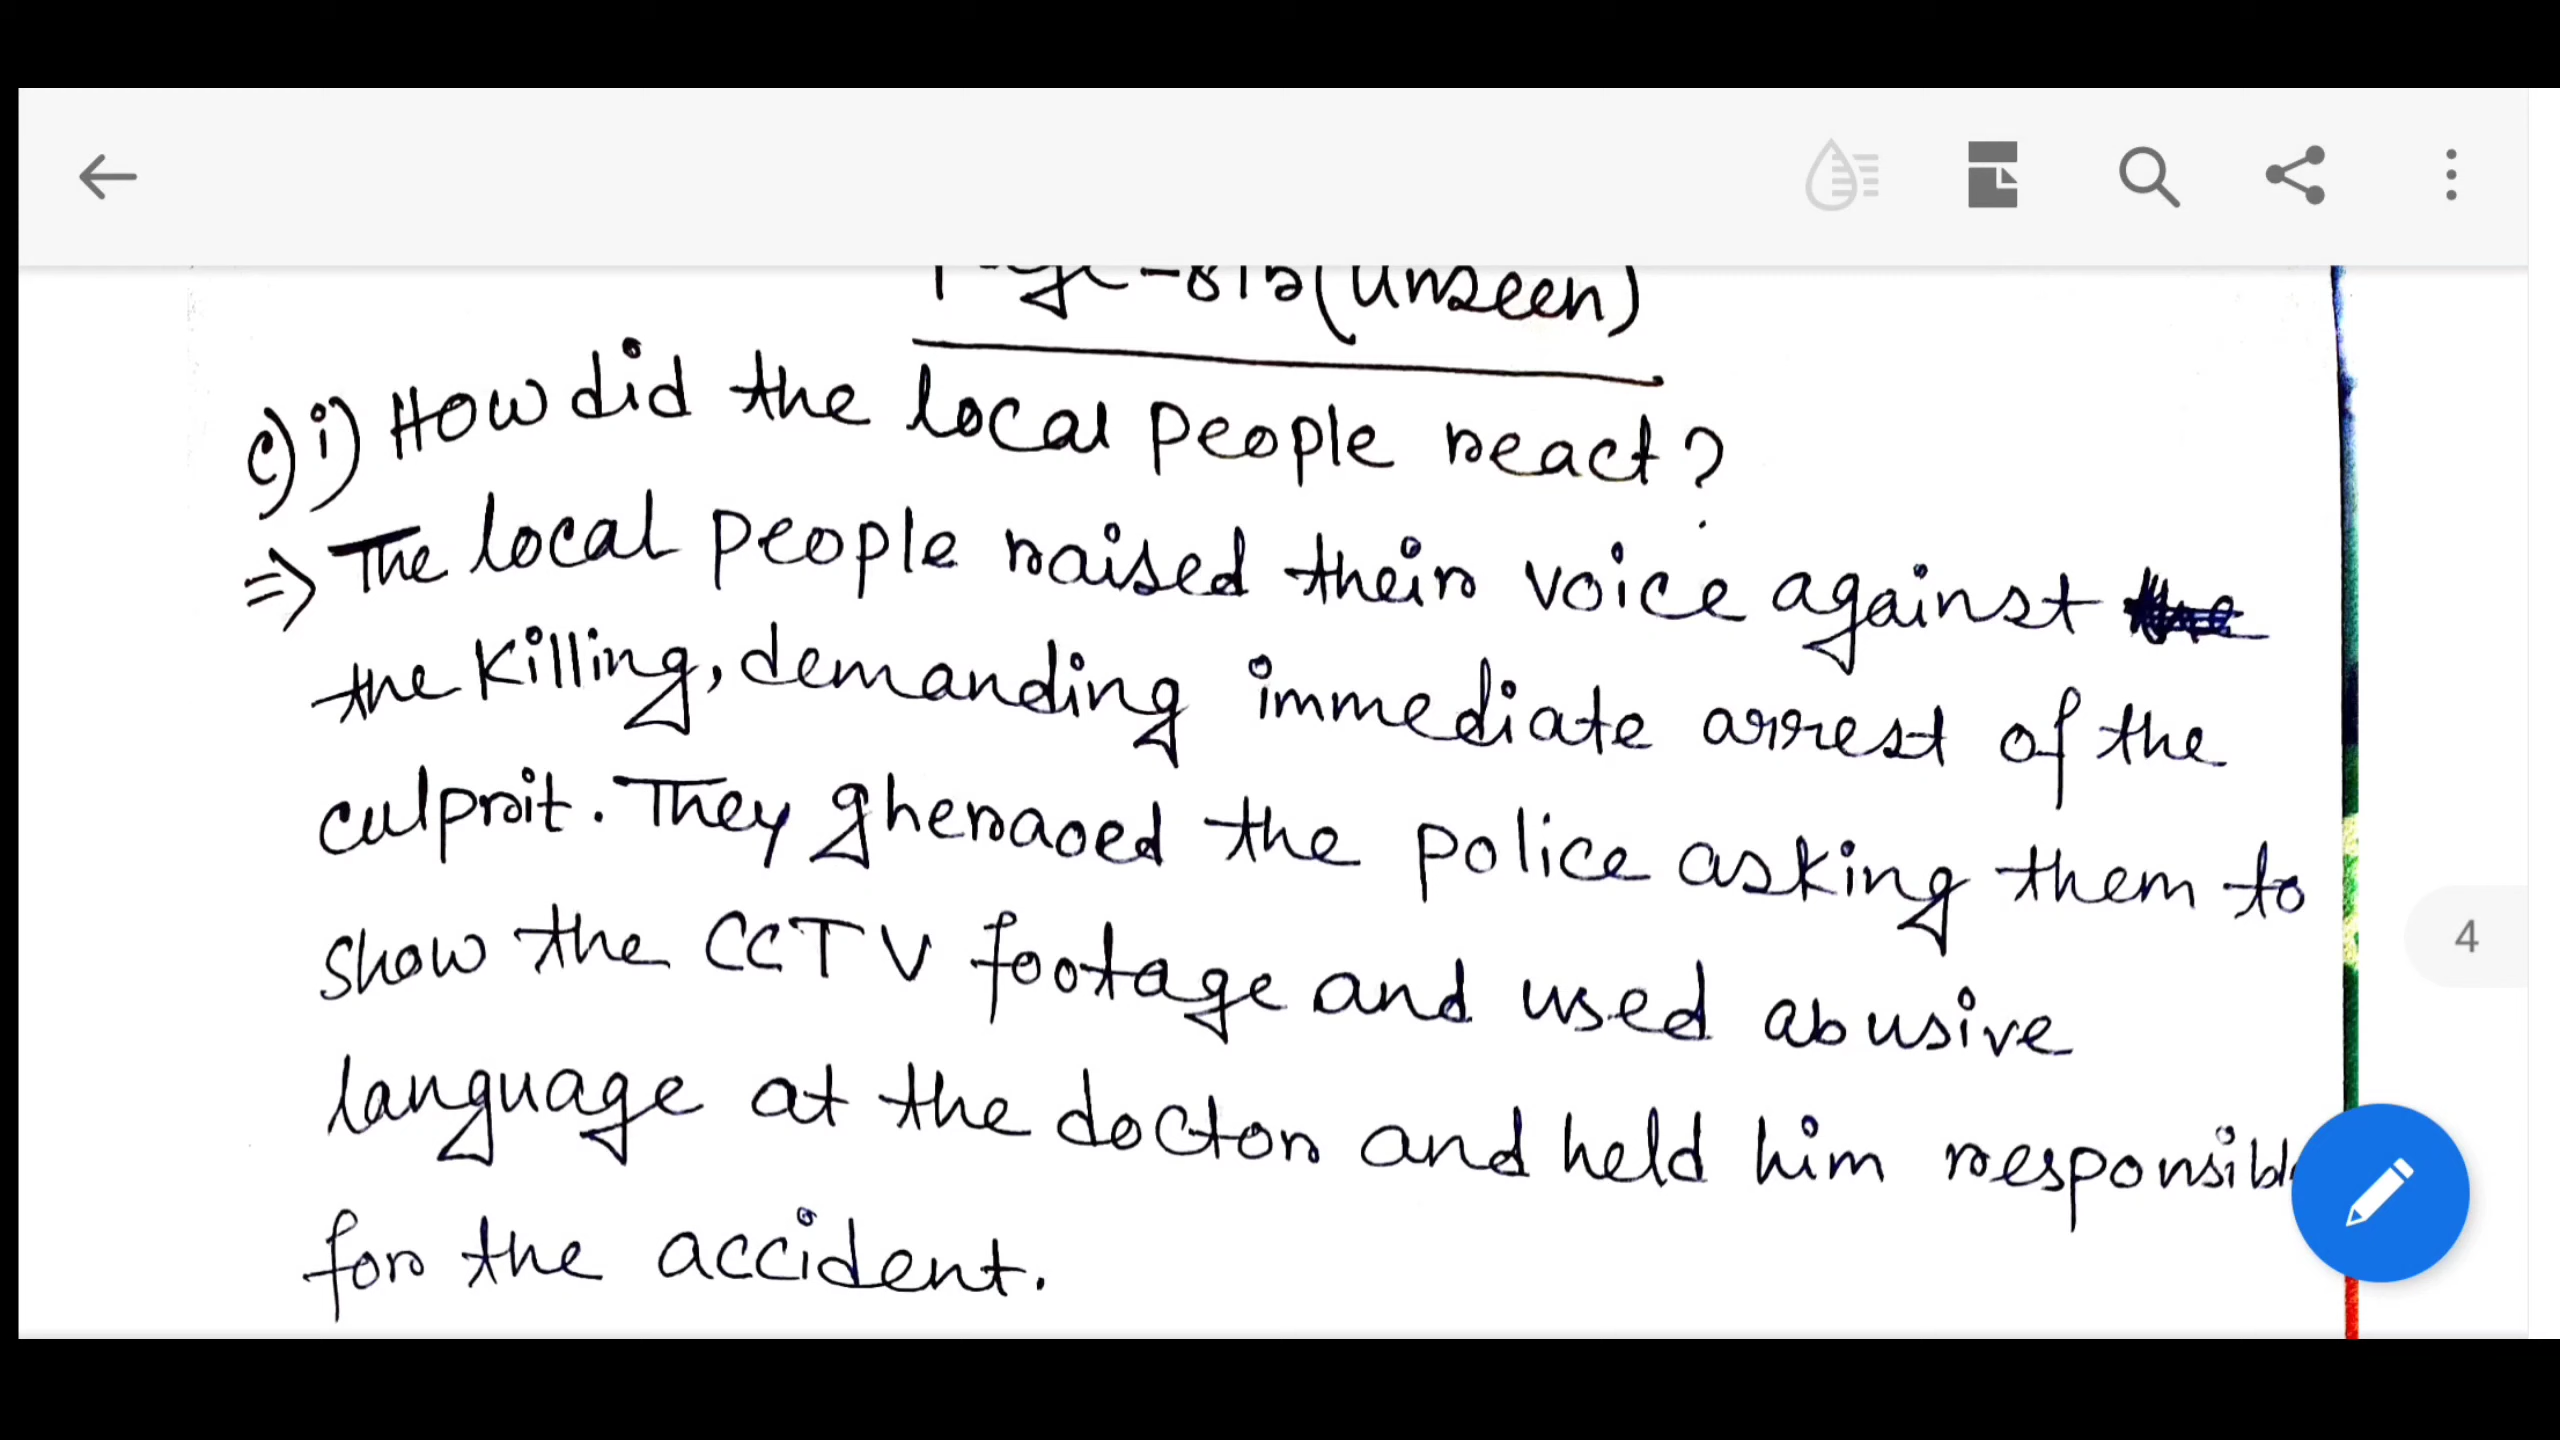 (Unseen)
c) i) How did the local people react?
⇒ The local people raised their voice against
the killing, demanding immediate arrest of the
culprit. They gheraoed the police asking them to
show the CCTV footage and used abusive
language at the doctor and held him
for the accident.
4